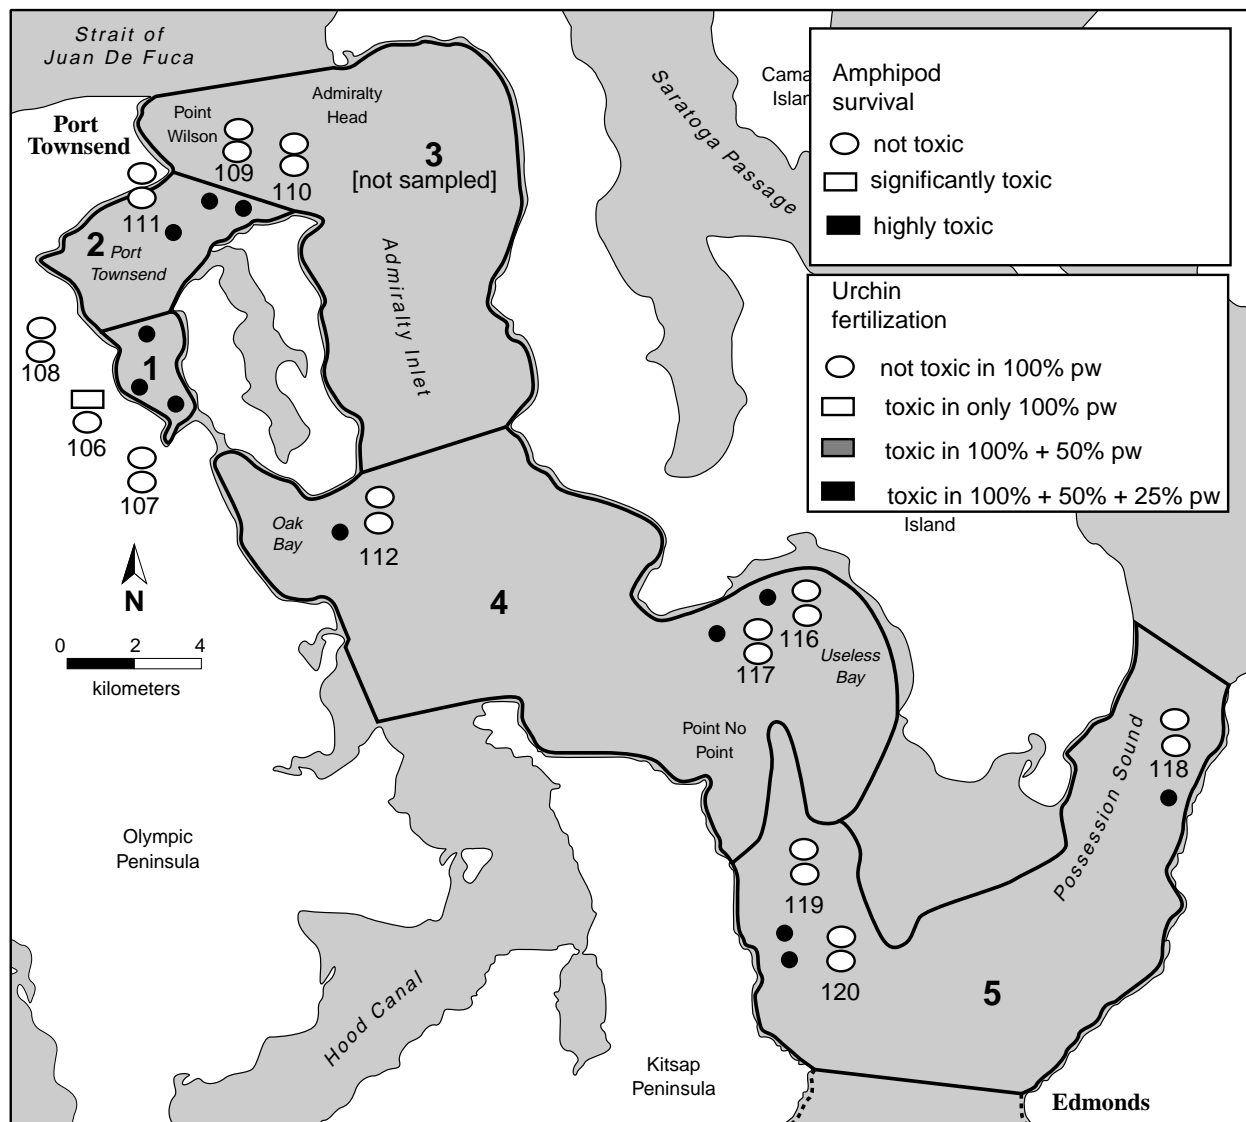 Strait of
Juan De Fuca
Port
Townsend
Point
Wilson
Admiralty
Head
109
110
3
[not sampled]
111
2
Port
Townsend
Saratoga Passage
Cama
Islan
Amphipod
survival
not toxic
significantly toxic
highly toxic
Urchin
fertilization
not toxic in 100% pw
toxic in only 100% pw
toxic in 100% + 50% pw
toxic in 100% + 50% + 25% pw
Island
Admiralty Inlet
108
1
106
107
Oak
Bay
112
N
0 2 4
kilometers
4
116
117
Useless
Bay
Point No
Point
118
Possession Sound
Olympic
Peninsula
119
120
5
Hood Canal
Kitsap
Peninsula
Edmonds